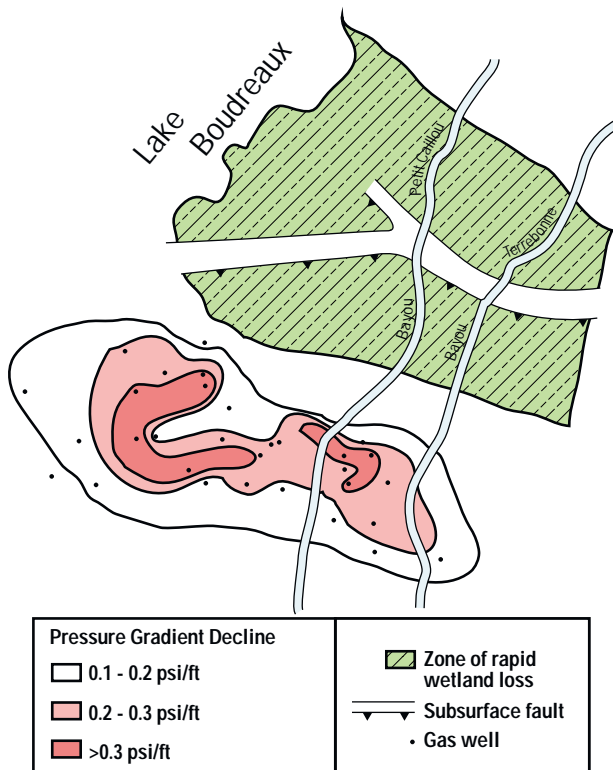 Lake
Boudreaux
Petit Caillou
Terrebonne
Bayou
Bayou
Pressure Gradient Decline
0.1 - 0.2 psi/ft
0.2 - 0.3 psi/ft
>0.3 psi/ft
Zone of rapid
wetland loss
Subsurface fault
Gas well